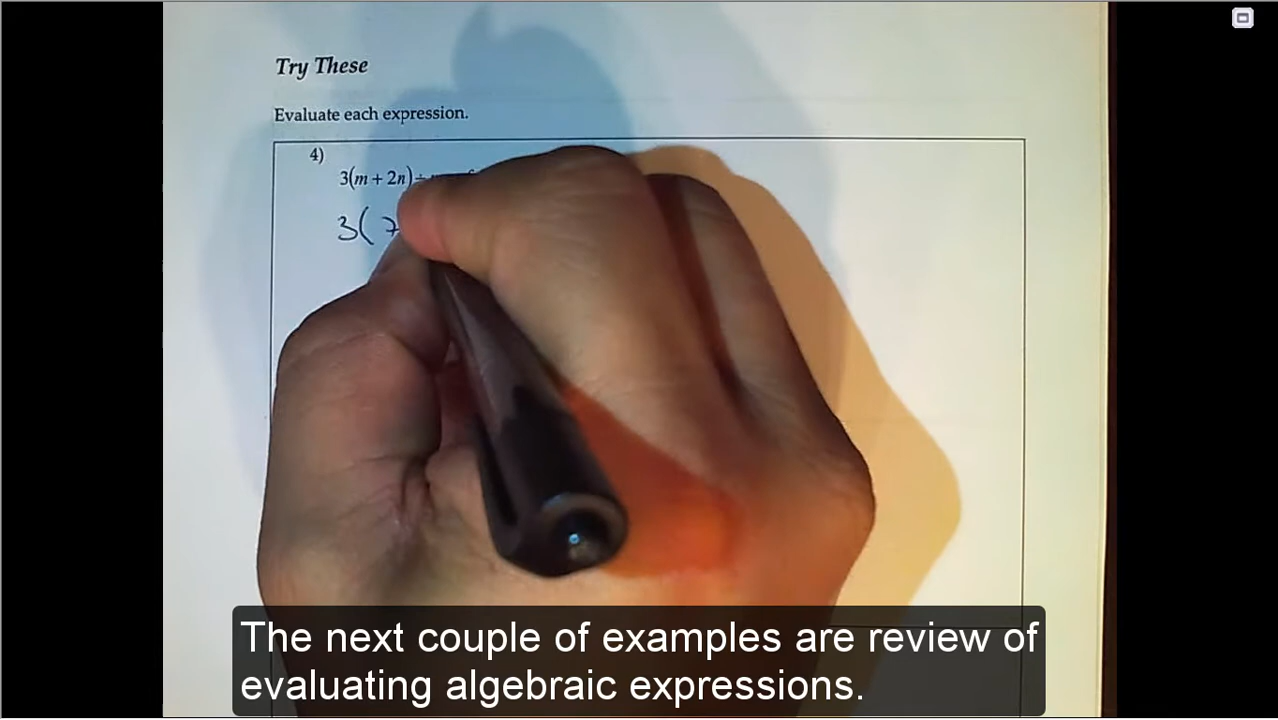 Try These
Evaluate each expression.
4)
3(m + 2n) ÷
3( 7
The next couple of examples are review of
evaluating algebraic expressions.